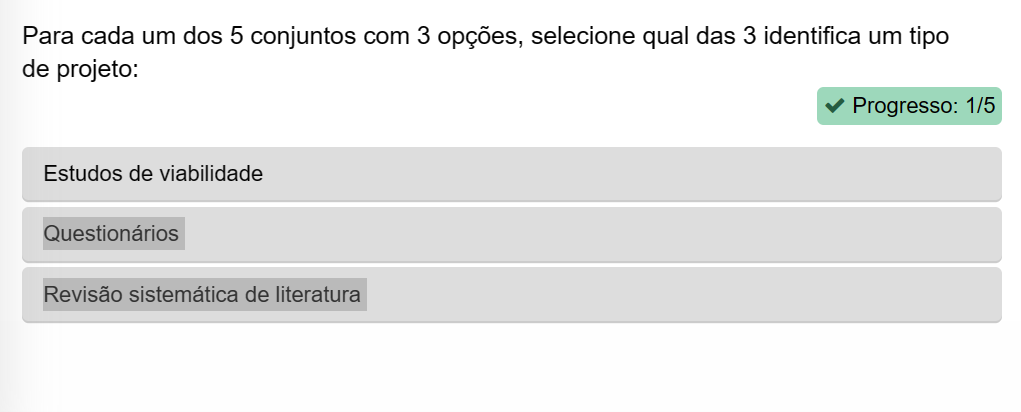 Para cada um dos 5 conjuntos com 3 opções, selecione qual das 3 identifica um tipo
de projeto:
Progresso: 1/5
Estudos de viabilidade
Questionários
Revisão sistemática de literatura